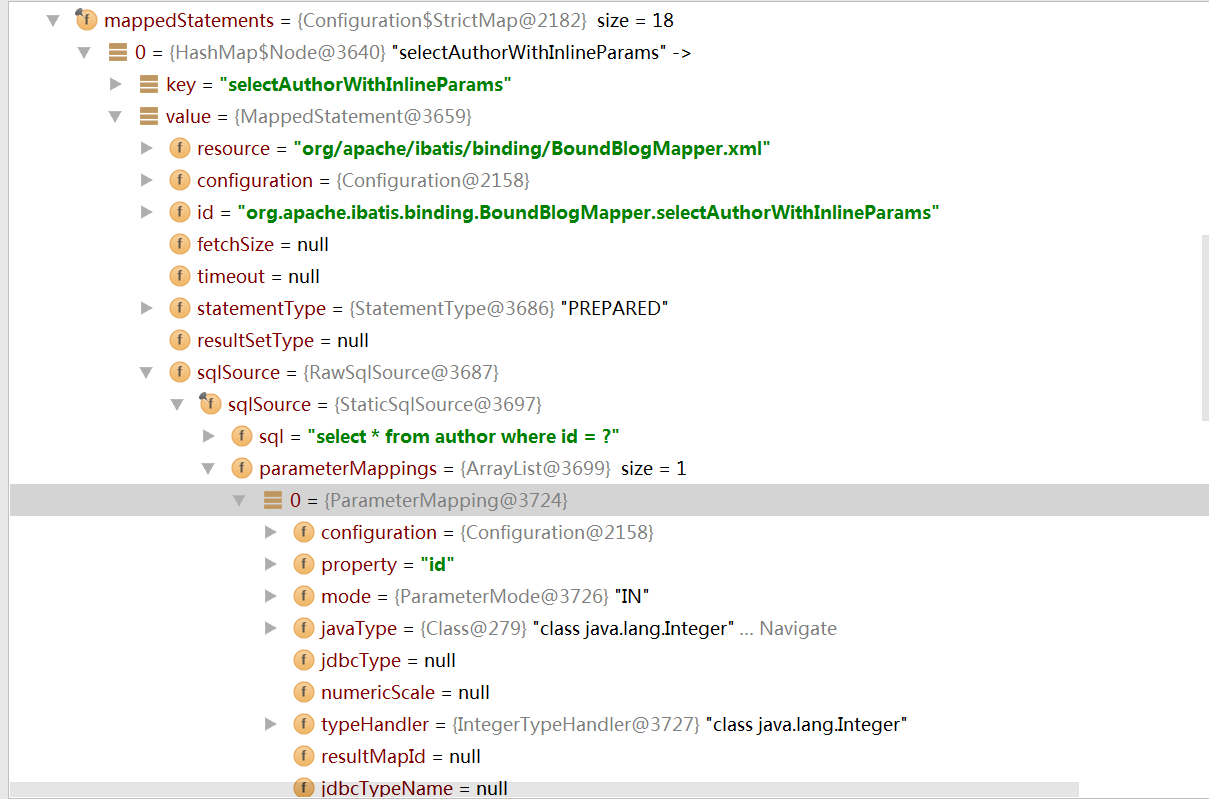 mappedStatements = {Configuration$StrictMap@2182} size = 18
0 = {HashMap$Node@3640} "selectAuthorWithInlineParams" ->
key = "selectAuthorWithInlineParams"
value = {MappedStatement@3659}
f resource = "org/apache/ibatis/binding/BoundBlogMapper.xml"
f configuration = {Configuration@2158}
f id = "org.apache.ibatis.binding.BoundBlogMapper.selectAuthorWithInlineParams"
f fetchSize = null
f timeout = null
f statementType = {StatementType@3686} "PREPARED"
f resultSetType = null
f sqlSource = {RawSqlSource@3687}
f sqlSource = {StaticSqlSource@3697}
f sql = "select * from author where id = ?"
f parameterMappings = {ArrayList@3699} size = 1
0 = {ParameterMapping@3724}
f configuration = {Configuration@2158}
f property = "id"
f mode = {ParameterMode@3726} "IN"
f javaType = {Class@279} "class java.lang.Integer" ... Navigate
f jdbcType = null
f numericScale = null
f typeHandler = {IntegerTypeHandler@3727} "class java.lang.Integer"
f resultMapId = null
f jdbcTypeName = null